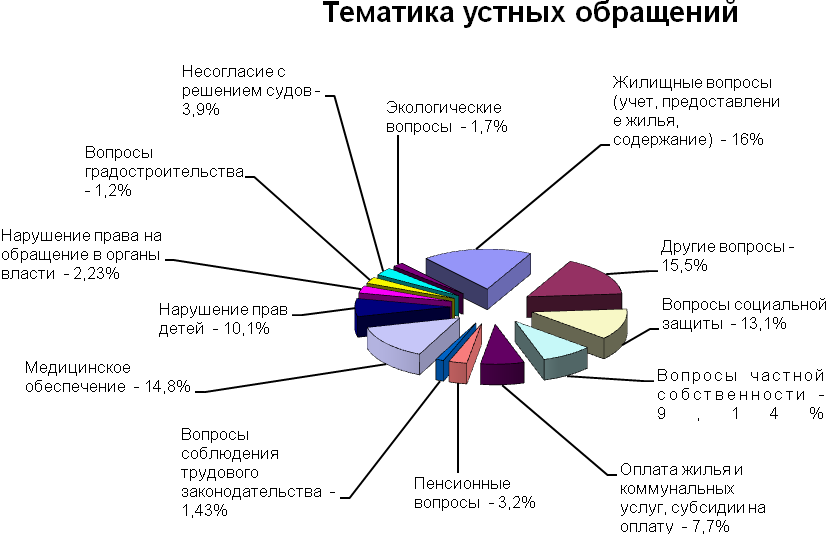 Тематика устных обращений
Несогласие с
решением судов -
3,9%
Экологические
вопросы - 1,7%
Жилищные вопросы
(учет, предоставлени
е жилья,
содержание) - 16%
Вопросы
градостроительства
- 1,2%
Нарушение права на
обращение в органы
власти - 2,23%
Другие вопросы -
15,5%
Нарушение прав
детей - 10,1%
Вопросы социальной
защиты - 13,1%
Медицинское
обеспечение - 14,8%
Вопросы частной
собственности -
9,14%
Вопросы
соблюдения
трудового
законодательства -
1,43%
Пенсионные
вопросы - 3,2%
Оплата жилья и
коммунальных
услуг, субсидии на
оплату - 7,7%